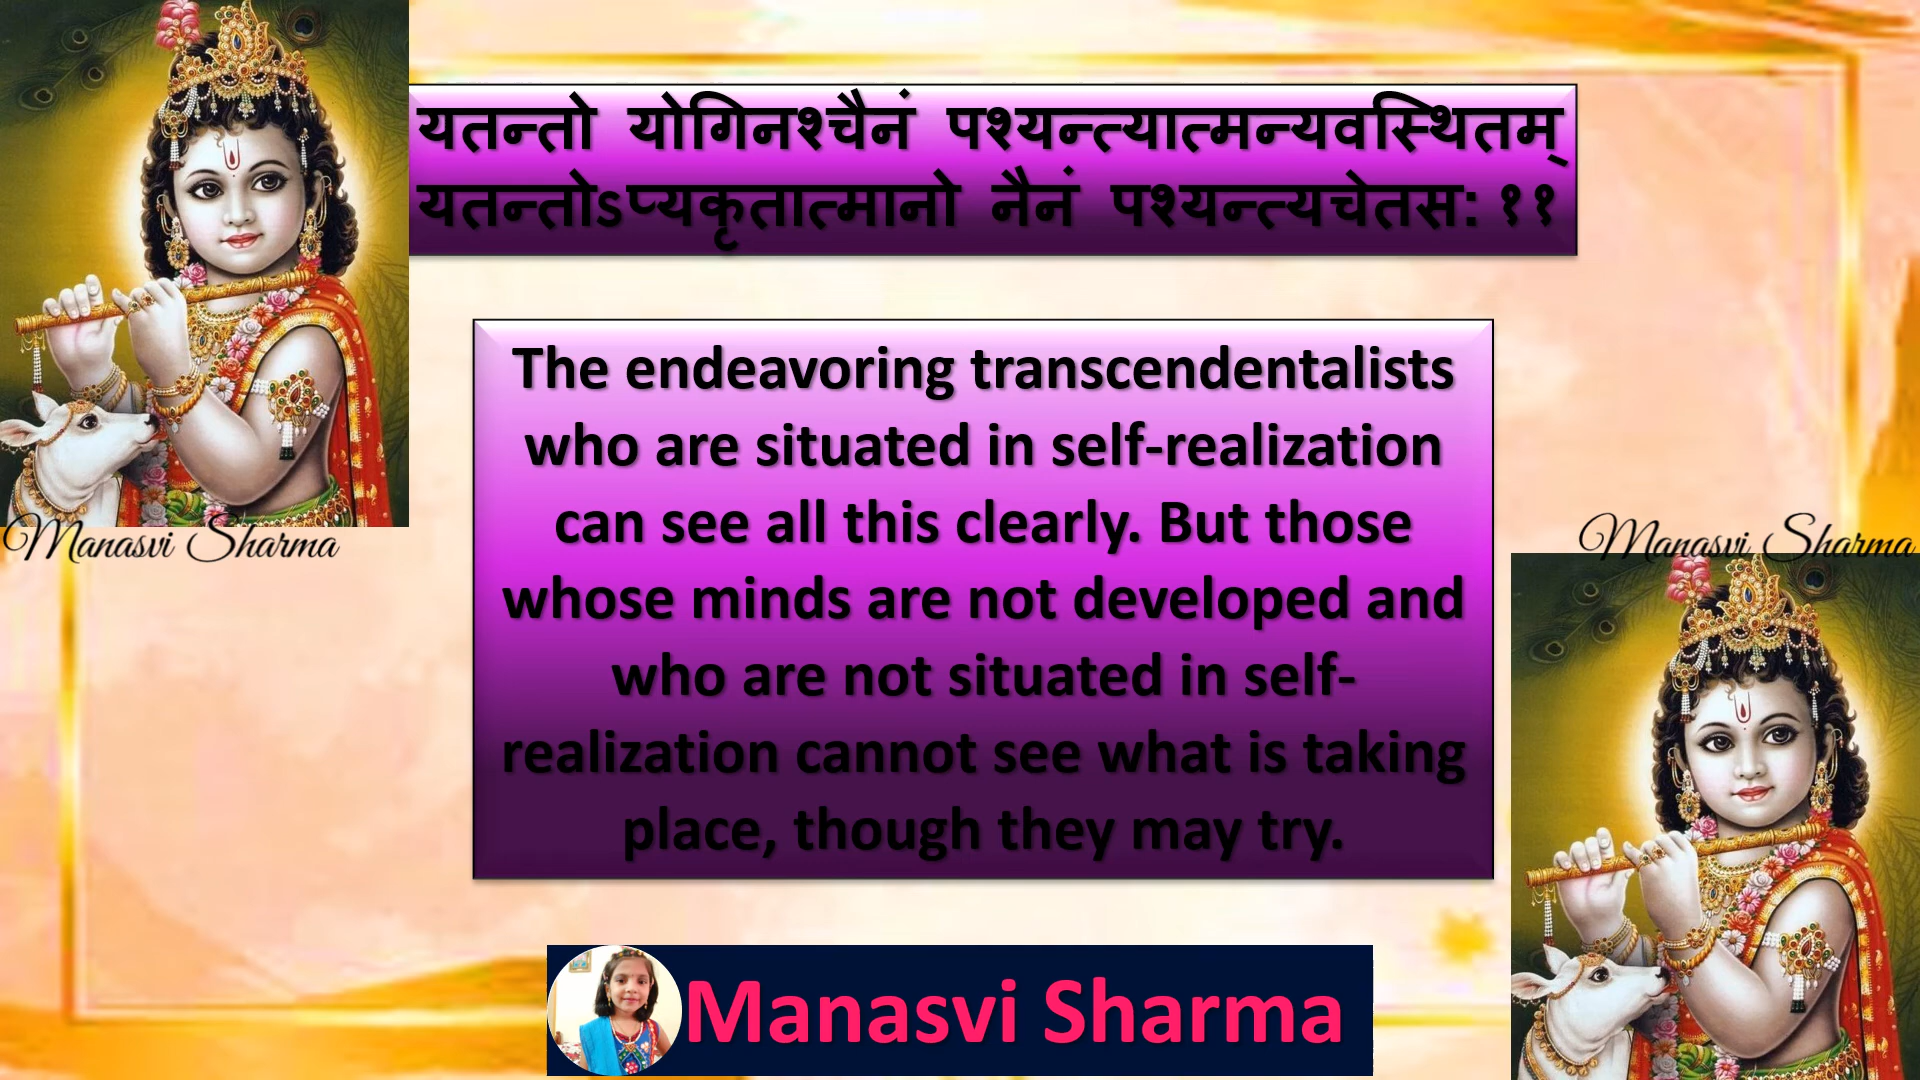 यतन्तो योगिनश्चैनं पश्यन्त्यात्मन्यवस्थितम्
यतन्तोऽप्यकृतात्मानो नैनं पश्यन्त्यचेतस: ११
The endeavoring transcendentalists
who are situated in self-realization
can see all this clearly. But those
whose minds are not developed and
who are not situated in self-
realization cannot see what is taking
place, though they may try.
Manasvi Sharma
Manasvi Sharma
Manasvi Sharma